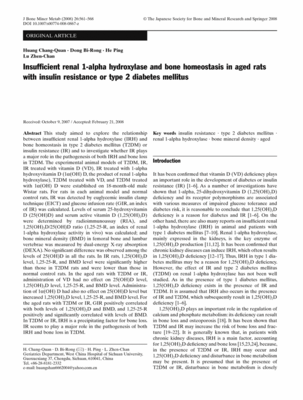 J Bone Miner Metab (2008) 26:561–566
DOI 10.1007/s00774-008-0867-x
© The Japanese Society for Bone and Mineral Research and Springer 2008
ORIGINAL ARTICLE
Huang Chang-Quan · Dong Bi-Rong · He Ping
Lu Zhen-Chan
Insufficient renal 1-alpha hydroxylase and bone homeostasis in aged rats
with insulin resistance or type 2 diabetes mellitus
Abstract This study aimed to explore the relationship
between insufficient renal 1-alpha hydroxylase (IRH) and
bone homeostasis in type 2 diabetes mellitus (T2DM) or
insulin resistance (IR) and to investigate whether IR plays
a major role in the pathogenesis of both IRH and bone loss
in T2DM. The experimental animal models of T2DM, IR,
IR treated with vitamin D (VD), IR treated with 1-alpha
hydroxyvitamin D (1α(OH) D, the product of renal 1-alpha
hydroxylase), T2DM treated with VD, and T2DM treated
with 1α(OH) D were established on 10-month-old male
Wistar rats. For rats in each animal model and normal
control rats, IR was detected by euglycemic insulin clamp
technique (EICT) and glucose infusion rate (GIR, an index
of IR) was calculated. Levels of serum 25-hydroxyvitamin
D (25(OH)D) and serum active vitamin D (1,25(OH)₂D)
were determined by radioimmunoassay (RIA), and
1,25(OH)₂D/25(OH)D ratio (1,25-25-R, an index of renal
1-alpha hydroxylase activity in vivo) was calculated; and
bone mineral density (BMD) in femoral bone and lumbar
vertebrae was measured by dual-energy X-ray absorption
(DEXA). No significant difference was observed among the
levels of 25(OH)D in all the rats. In IR rats, 1,25(OH)₂D
level, 1,25-25-R, and BMD level were significantly higher
than those in T2DM rats and were lower than those in
normal control rats. In the aged rats with T2DM or IR,
administration of VD had no effect on 25(OH)D level,
1,25(OH)₂D level, 1,25-25-R, and BMD level. Administra-
tion of 1α(OH) D had also no effect on 25(OH)D level but
increased 1,25(OH)₂D level, 1,25-25-R, and BMD level. For
the aged rats with T2DM or IR, GIR positively correlated
with both levels of 1,25(OH)₂D and BMD, and 1,25-25-R
positively and significantly correlated with levels of BMD.
In T2DM or IR, IRH is a precipitating factor for bone loss.
IR seems to play a major role in the pathogenesis of both
IRH and bone loss in T2DM.
Received: October 9, 2007 / Accepted: February 21, 2008
H. Chang-Quan · D. Bi-Rong · H. Ping · L. Zhen-Chan
Geriatrics Department, West China Hospital of Sichuan University,
Guoxuexiang 37, Chengdu, Sichuan, 610041, China
Key words insulin resistance · type 2 diabetes mellitus ·
renal 1-alpha hydroxylase · bone mineral density · aged
Introduction
It has been confirmed that vitamin D (VD) deficiency plays
an important role in the development of diabetes or insulin
resistance (IR) [1–6]. As a number of investigations have
shown that 1-alpha, 25-dihydroxyvitamin D (1,25(OH)₂D)
deficiency and its receptor polymorphisms are associated
with various measures of impaired glucose tolerance and
diabetes risk, it is reasonable to conclude that 1,25(OH)₂D
deficiency is a reason for diabetes and IR [1–6]. On the
other hand, there are also many reports on insufficient renal
1-alpha hydroxylase (IRH) in animal and patients with
type 1 diabetes mellitus [7–10]. Renal 1-alpha hydroxylase,
mainly expressed in the kidneys, is the key enzyme of
1,25(OH)₂D production [11,12]. It has been confirmed that
chronic kidney diseases can induce IRH, which often results
in 1,25(OH)₂D deficiency [12–17]. Thus, IRH in type 1 dia-
betes mellitus may be a reason for 1,25(OH)₂D deficiency.
However, the effect of IR and type 2 diabetes mellitus
(T2DM) on renal 1-alpha hydroxylase has not been well
studied. As in the presence of type 1 diabetes mellitus,
1,25(OH)₂D deficiency exists in the presence of IR and
T2DM. It is assumed that IRH also occurs in the presence
of IR and T2DM, which subsequently result in 1,25(OH)₂D
deficiency [1–6].
1,25(OH)₂D plays an important role in the regulation of
calcium and phosphate metabolism; its deficiency can result
in bone loss and osteoporosis [18]. It has been shown that
T2DM and IR may increase the risk of bone loss and frac-
tures [19–22]. It is generally known that, in patients with
chronic kidney diseases, IRH is a main factor, accounting
for 1,25(OH)₂D deficiency and bone loss [17,23,24]; because,
in the presence of T2DM or IR, IRH may occur and
1,25(OH)₂D deficiency and disturbance in bone metabolism
may be present. It is presumed that in the presence of
T2DM or IR, disturbance in bone metabolism is closely